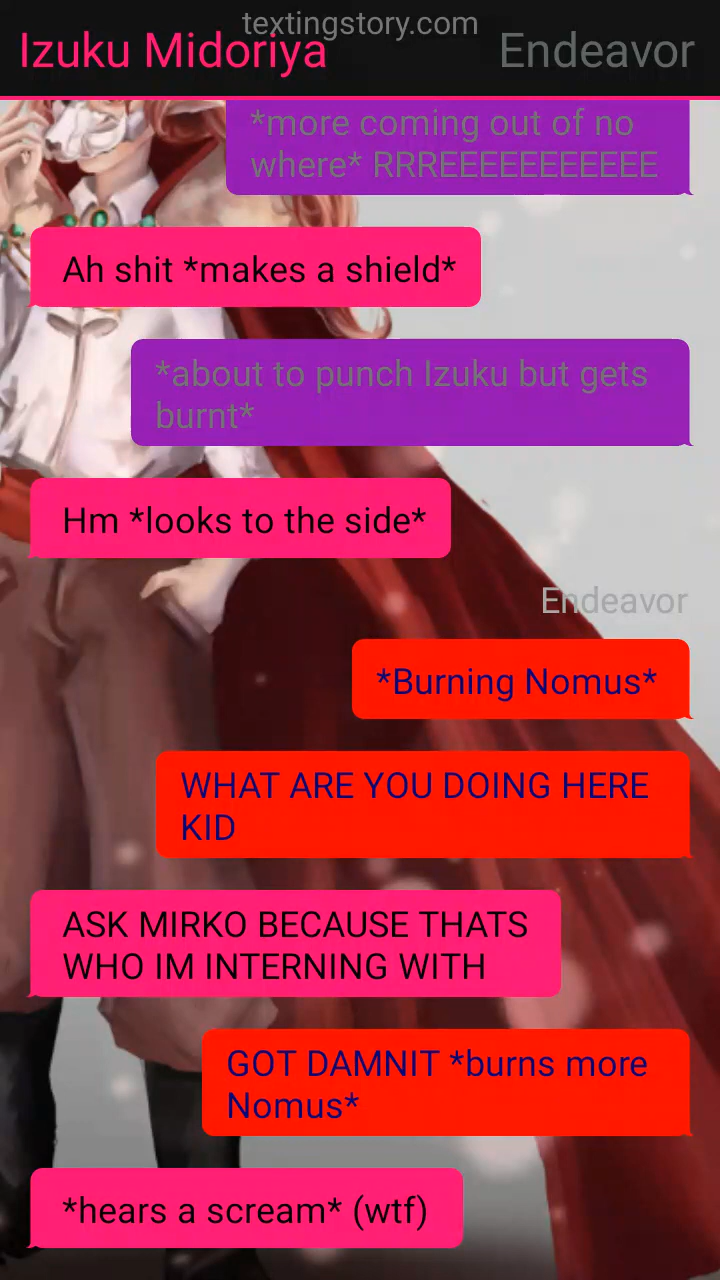 textingstory.com
Izuku Midoriya
Endeavor
*more coming out of no
where* RRREEEEEEEEEEEE
Ah shit *makes a shield*
*about to punch Izuku but gets
burnt*
Hm *looks to the side*
Endeavor
*Burning Nomus*
WHAT ARE YOU DOING HERE
KID
ASK MIRKO BECAUSE THATS
WHO IM INTERNING WITH
GOT DAMNIT *burns more
Nomus*
*hears a scream* (wtf)